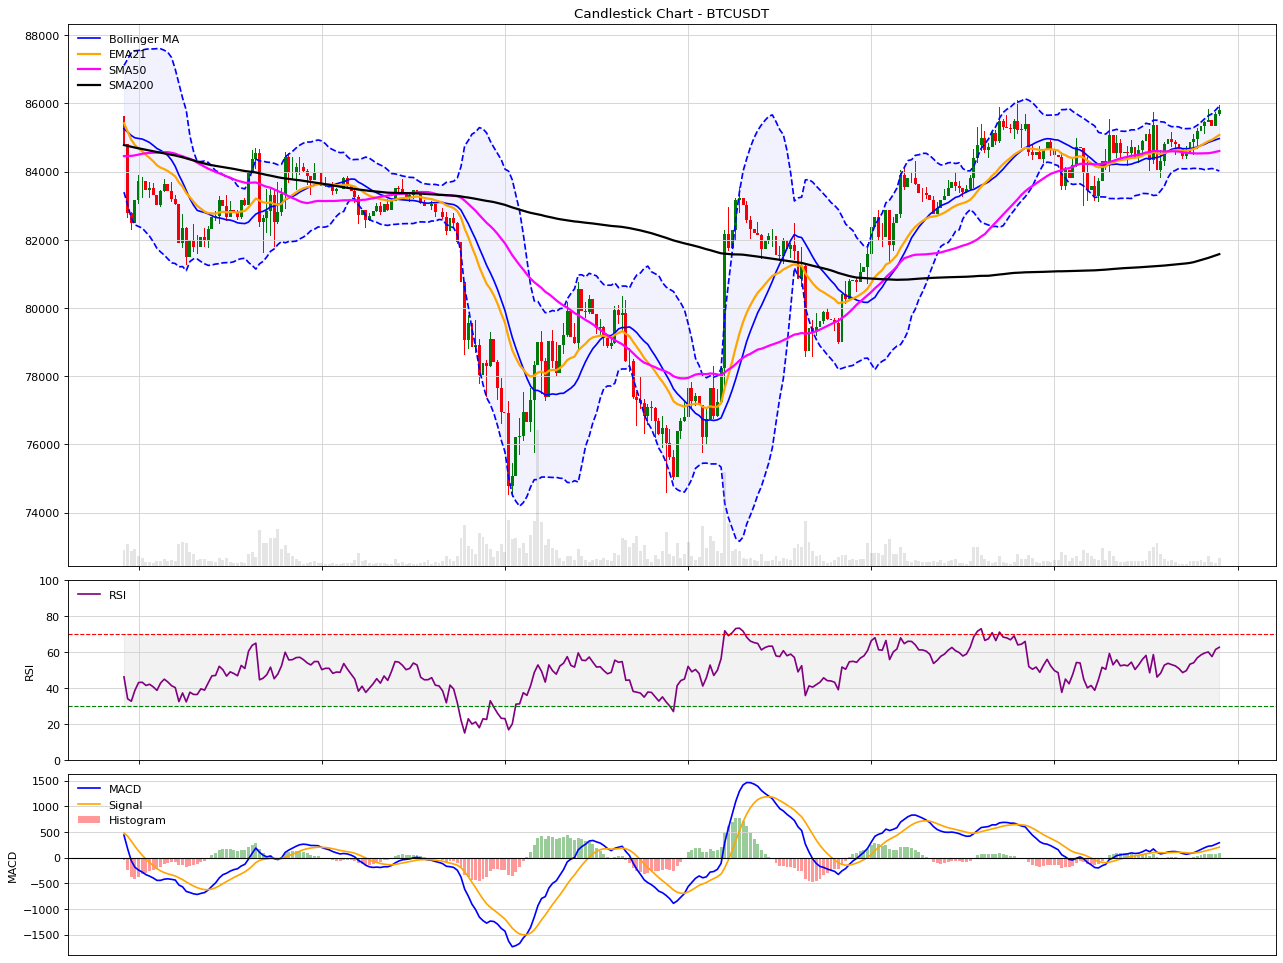 Candlestick Chart - BTCUSDT
88000
86000
84000
82000
80000
78000
76000
74000
Bollinger MA
EMA21
SMA50
SMA200
100
80
60
40
20
0
RSI
RSI
1500
1000
500
0
−500
−1000
−1500
MACD
MACD
Signal
Histogram